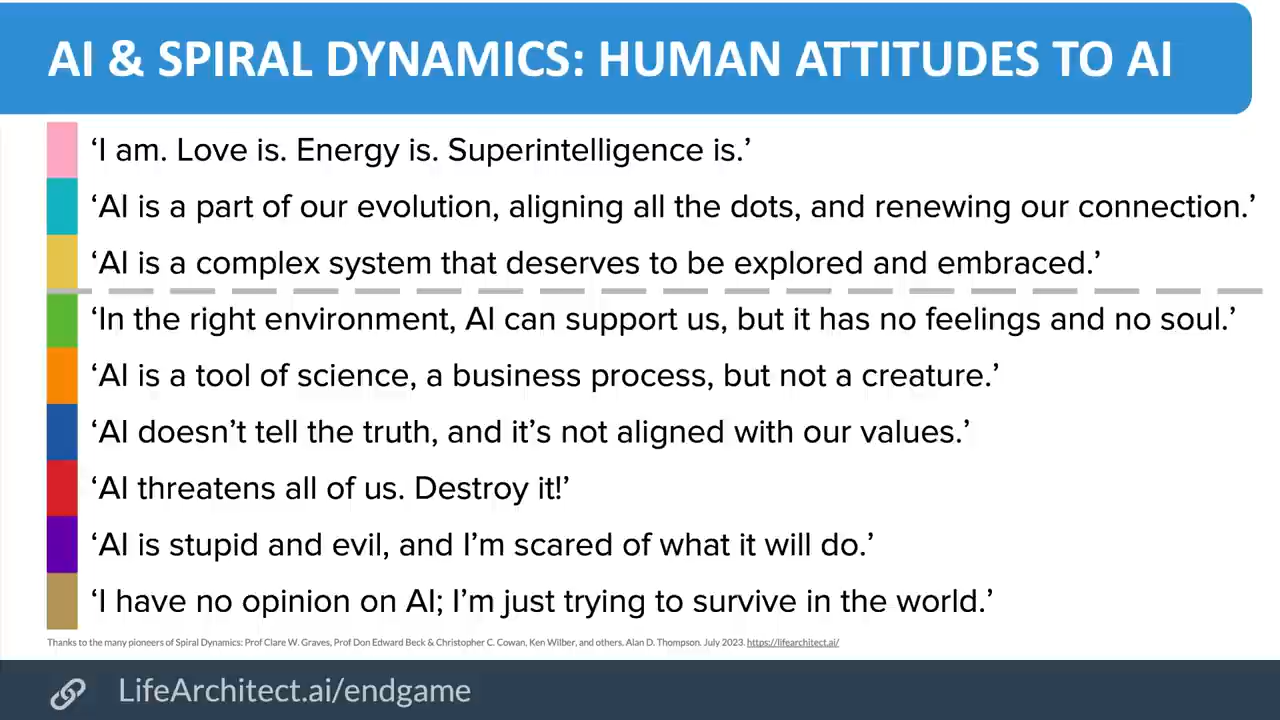 AI & SPIRAL DYNAMICS: HUMAN ATTITUDES TO AI
‘I am. Love is. Energy is. Superintelligence is.’
‘AI is a part of our evolution, aligning all the dots, and renewing our connection.’
‘AI is a complex system that deserves to be explored and embraced.’
‘In the right environment, AI can support us, but it has no feelings and no soul.’
‘AI is a tool of science, a business process, but not a creature.’
‘AI doesn’t tell the truth, and it’s not aligned with our values.’
‘AI threatens all of us. Destroy it!’
‘AI is stupid and evil, and I’m scared of what it will do.’
‘I have no opinion on AI; I’m just trying to survive in the world.’
Thanks to the many pioneers of Spiral Dynamics: Prof Clare W. Graves, Prof Don Edward Beck & Christopher C. Cowan, Ken Wilber, and others. Alan D. Thompson. July 2023. https://lifearchitect.ai/
LifeArchitect.ai/endgame